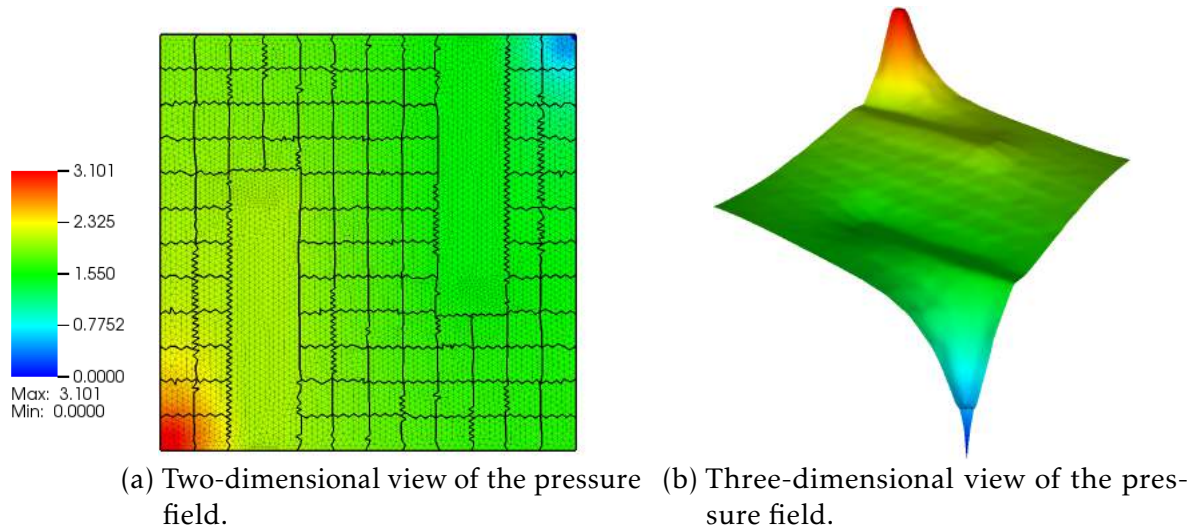 3.101
2.325
1.550
0.7752
0.0000
Max: 3.101
Min: 0.0000
(a) Two-dimensional view of the pressure
field.
(b) Three-dimensional view of the pres-
sure field.